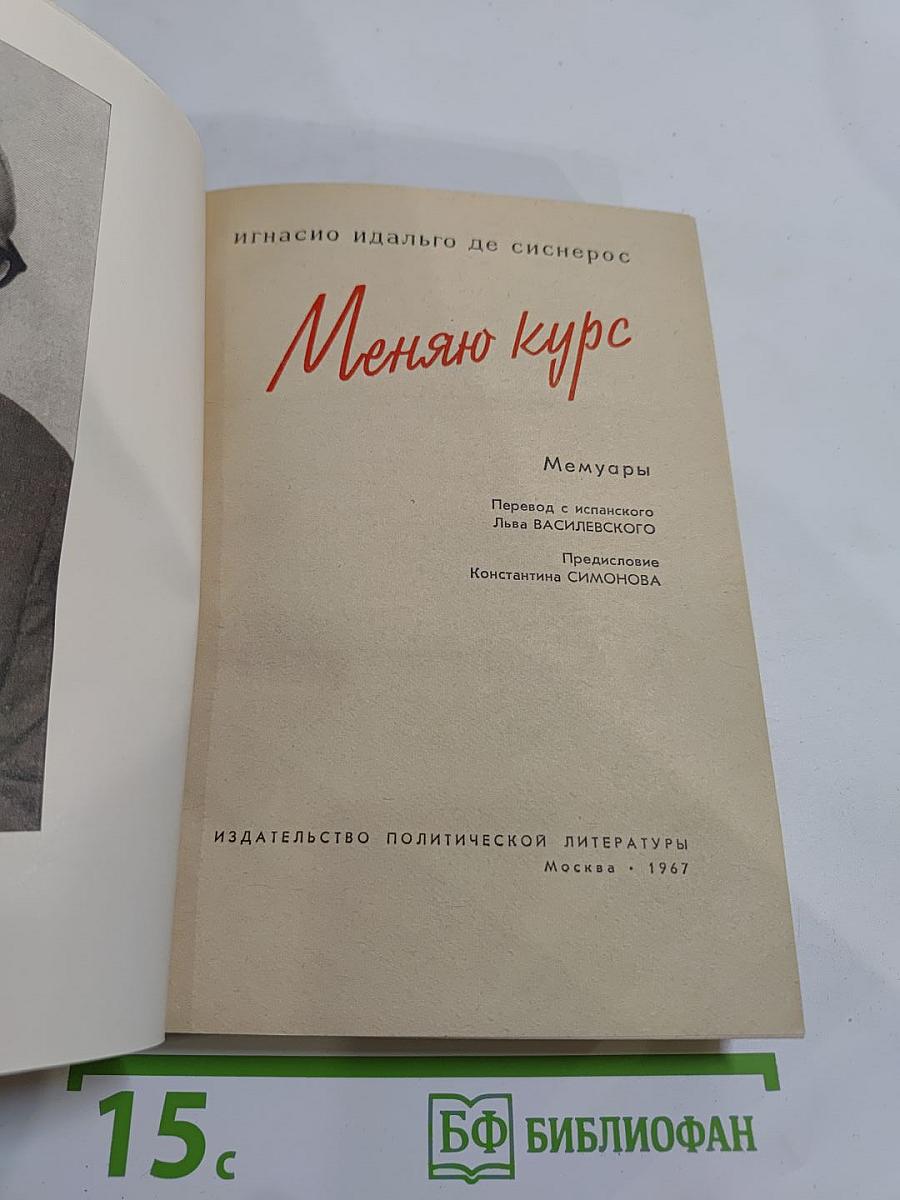 игнасио идальго де сиснерос
Меняю курс
Мемуары
Перевод с испанского
Льва ВАСИЛЕВСКОГО
Предисловие
Константина СИМОНОВА
ИЗДАТЕЛЬСТВО ПОЛИТИЧЕСКОЙ ЛИТЕРАТУРЫ
Москва • 1967
15 с
БФ БИБЛИОФАН